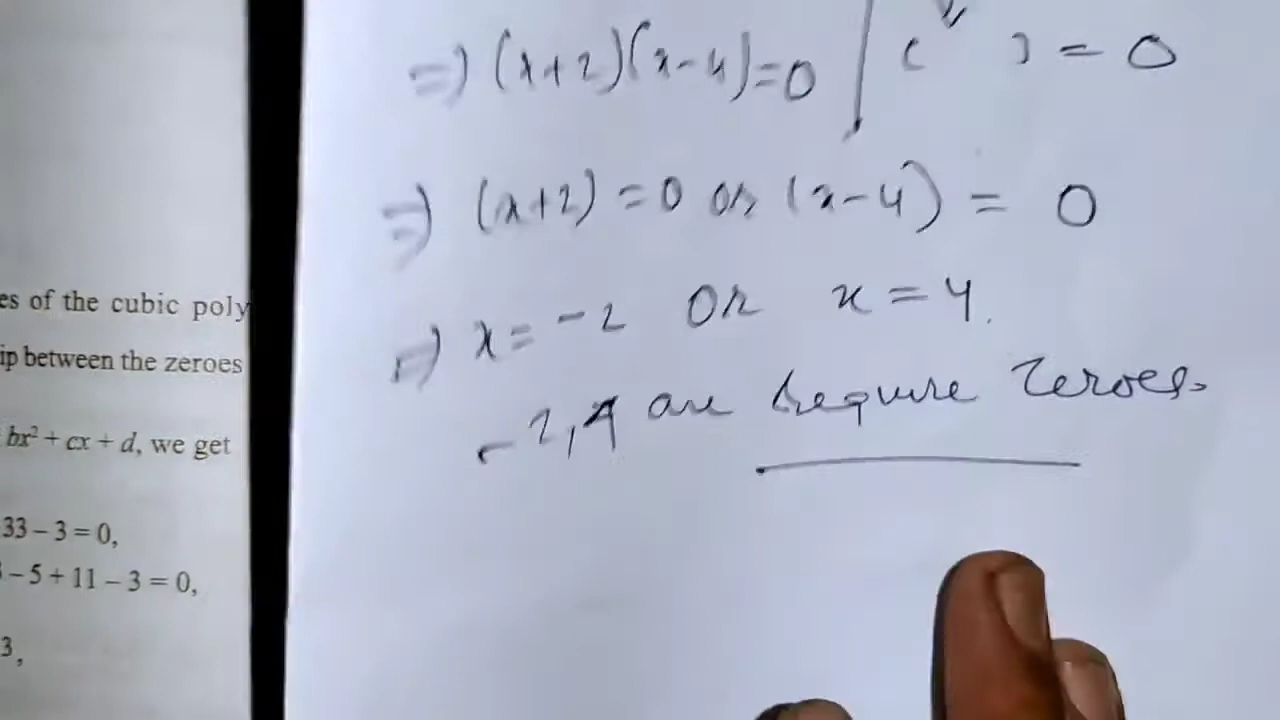 es of the cubic poly
ip between the zeroes
bx² + cx + d, we get
33 – 3 = 0,
– 5 + 11 – 3 = 0,
3,
=> (x+2)(x-4)=0 | ( ) = 0
=> (x+2) = 0 or (x-4) = 0
=> x = -2 or x = 4.
-2,4 are require zeroes.